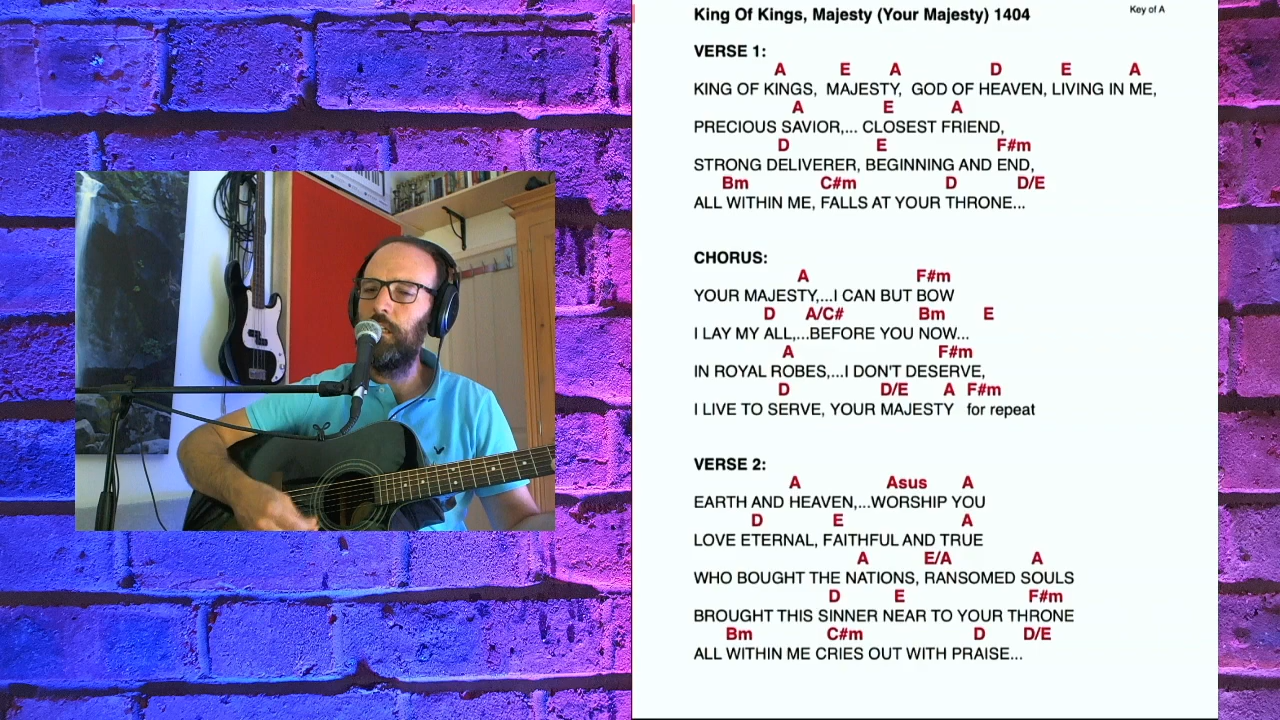 King Of Kings, Majesty (Your Majesty) 1404
Key of A
VERSE 1:
A E A D E A
KING OF KINGS, MAJESTY, GOD OF HEAVEN, LIVING IN ME,
A E A
PRECIOUS SAVIOR,... CLOSEST FRIEND,
D E F#m
STRONG DELIVERER, BEGINNING AND END,
Bm C#m D D/E
ALL WITHIN ME, FALLS AT YOUR THRONE...
CHORUS:
A F#m
YOUR MAJESTY,...I CAN BUT BOW
D A/C# Bm E
I LAY MY ALL,...BEFORE YOU NOW...
A F#m
IN ROYAL ROBES,...I DON'T DESERVE,
D D/E A F#m
I LIVE TO SERVE, YOUR MAJESTY for repeat
VERSE 2:
A Asus A
EARTH AND HEAVEN,...WORSHIP YOU
D E A
LOVE ETERNAL, FAITHFUL AND TRUE
A E/A A
WHO BOUGHT THE NATIONS, RANSOMED SOULS
D E F#m
BROUGHT THIS SINNER NEAR TO YOUR THRONE
Bm C#m D D/E
ALL WITHIN ME CRIES OUT WITH PRAISE...